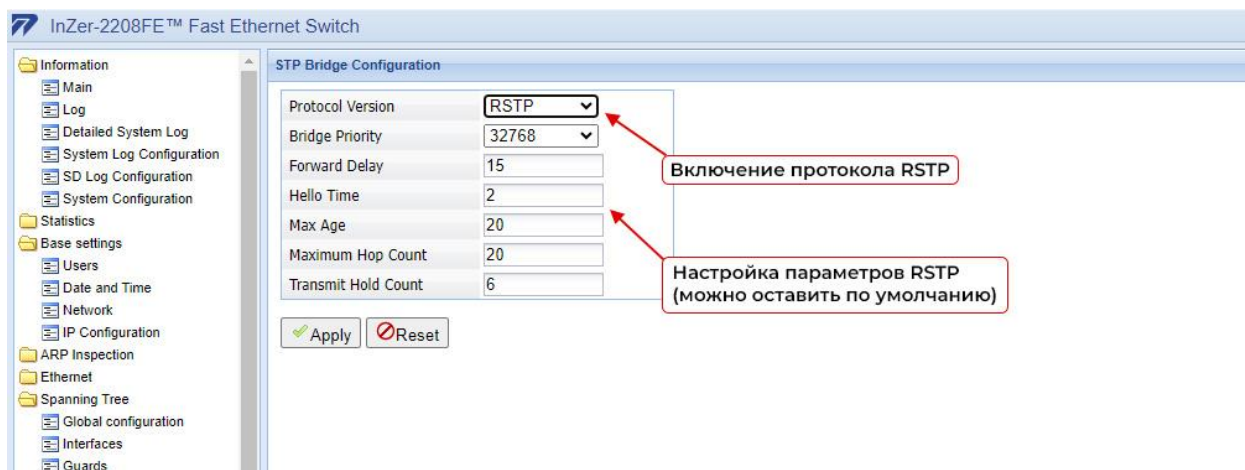 InZer-2208FE™ Fast Ethernet Switch
Information
Main
Log
Detailed System Log
System Log Configuration
SD Log Configuration
System Configuration
Statistics
Base settings
Users
Date and Time
Network
IP Configuration
ARP Inspection
Ethernet
Spanning Tree
Global configuration
Interfaces
Guards
STP Bridge Configuration
Protocol Version RSTP
Bridge Priority 32768
Forward Delay 15
Hello Time 2
Max Age 20
Maximum Hop Count 20
Transmit Hold Count 6
Apply Reset
Включение протокола RSTP
Настройка параметров RSTP
(можно оставить по умолчанию)